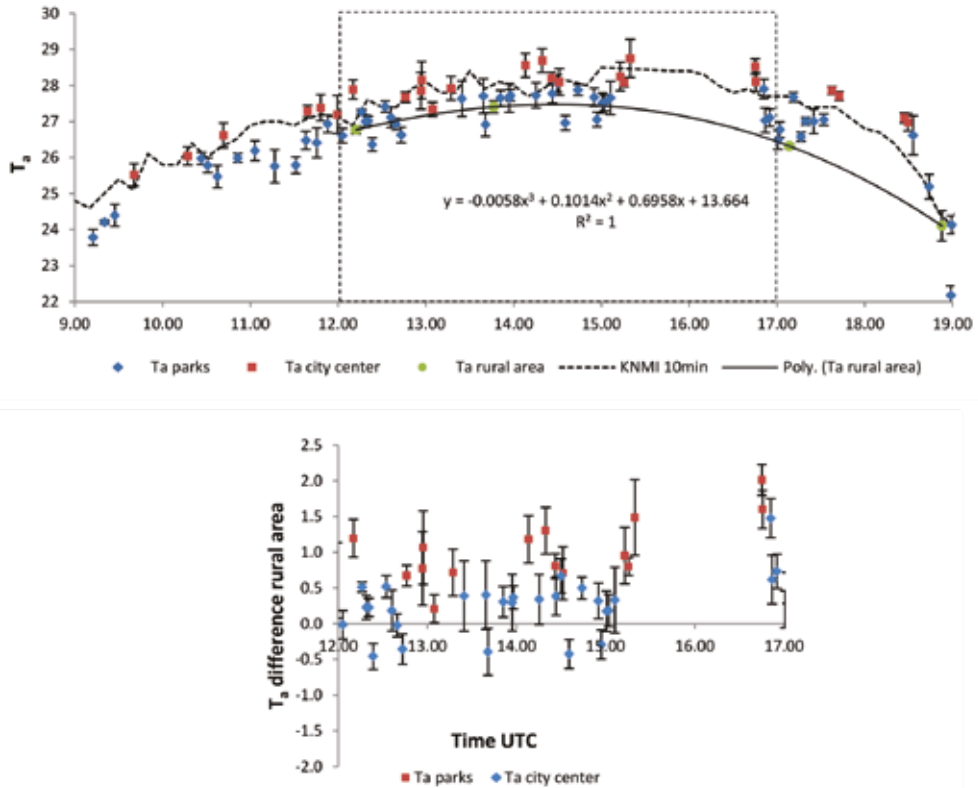 30
29
28
27
26
25
24
23
22
Ta
y = -0.0058x³ + 0.1014x² + 0.6958x + 13.664
R² = 1
9.00 10.00 11.00 12.00 13.00 14.00 15.00 16.00 17.00 18.00 19.00
Ta parks Ta city center Ta rural area KNMI 10min Poly. (Ta rural area)
2.5
2.0
1.5
1.0
0.5
0.0
-0.5
-1.0
-1.5
-2.0
Ta difference rural area
12.00 13.00 14.00 15.00 16.00 17.00
Time UTC
Ta parks Ta city center